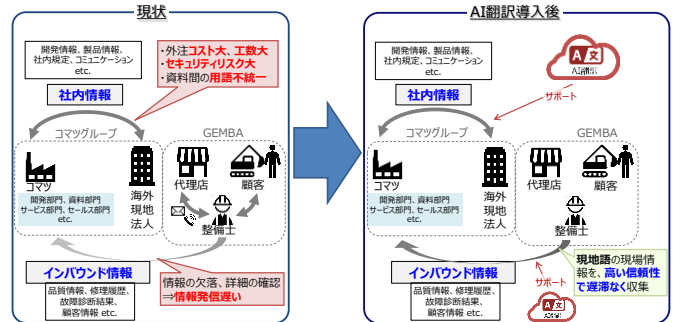 現状
開発情報、製品情報、
社内規定、コミュニケーション
etc.
・外注コスト大、工数大
・セキュリティリスク大
・資料間の用語不統一
社内情報
コマツグループ
GEMBA
コマツ
開発部門、資料部門
サービス部門、セールス部門
etc.
海外
現地
法人
代理店
顧客
整備士
インバウンド情報
品質情報、修理履歴、
故障診断結果、
顧客情報 etc.
情報の欠落、詳細の確認
⇒情報発信遅い
AI翻訳導入後
開発情報、製品情報、
社内規定、コミュニケーション
etc.
A文
AI翻訳
サポート
社内情報
コマツグループ
GEMBA
コマツ
開発部門、資料部門
サービス部門、セールス部門
etc.
海外
現地
法人
代理店
顧客
整備士
現地語の現場情
報を、高い信頼性
で遅滞なく収集
インバウンド情報
品質情報、修理履歴、
故障診断結果、
顧客情報 etc.
サポート
A文
AI翻訳